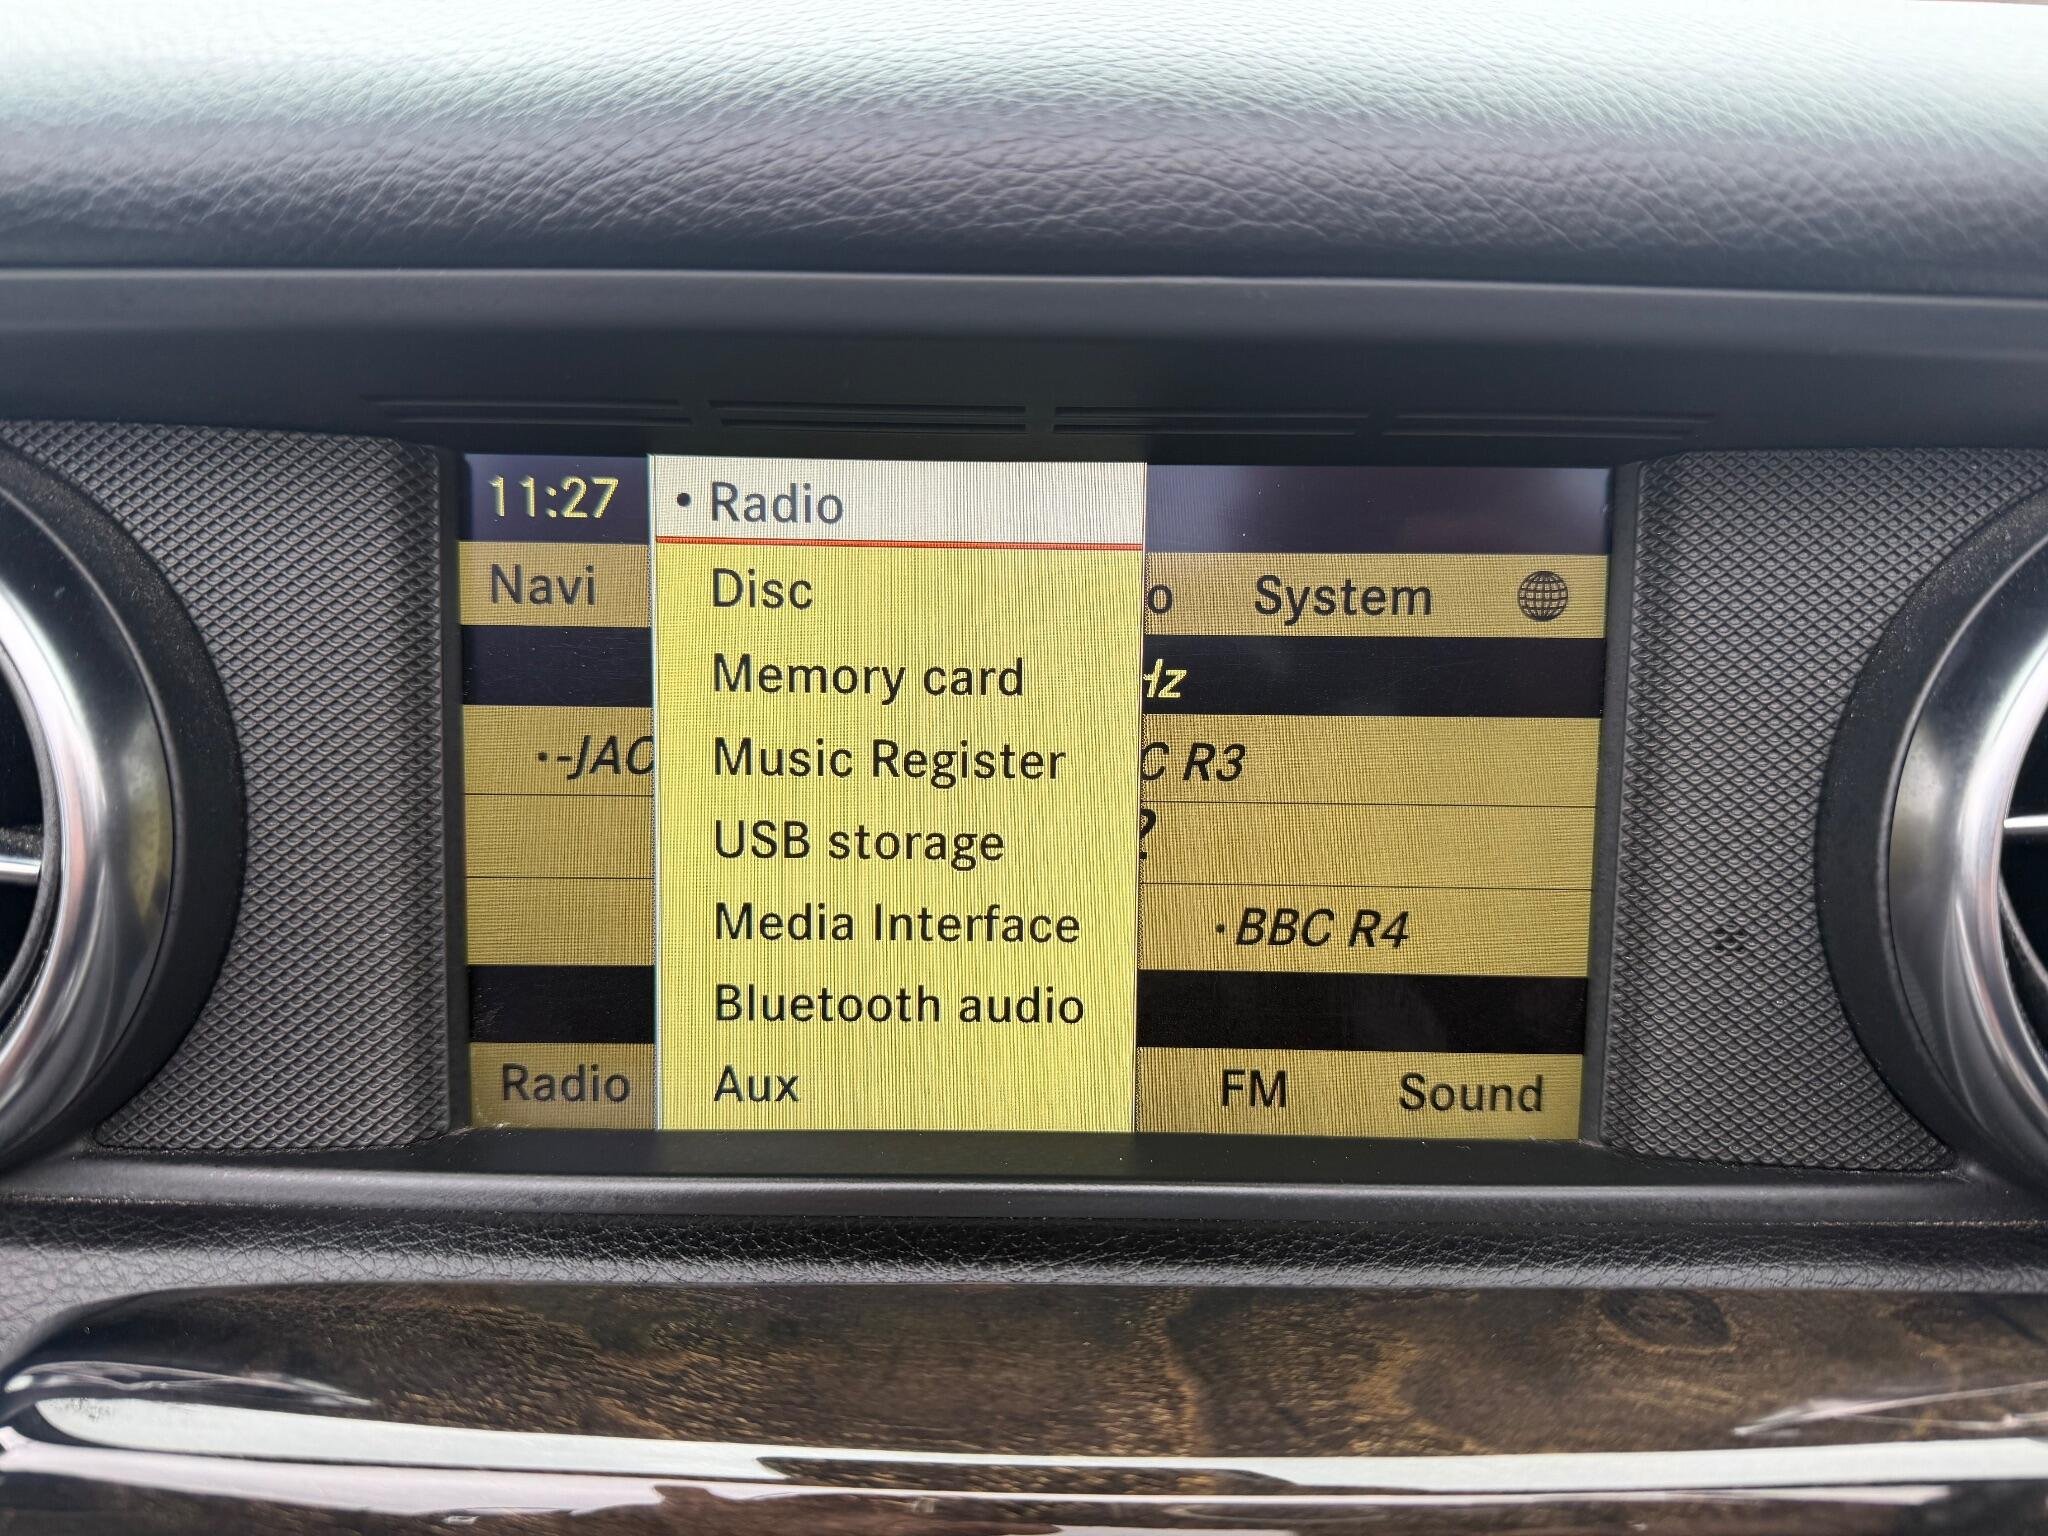 11:27
• Radio
Navi
Disc
System
Memory card
·-JAC
Music Register
R3
USB storage
Media Interface
·BBC R4
Bluetooth audio
Radio
Aux
FM
Sound